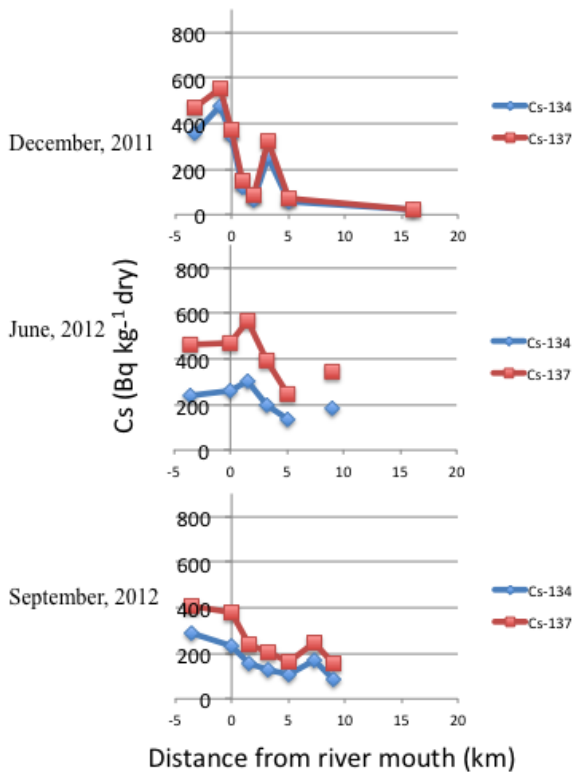 800
600
400
200
0
-5 0 5 10 15 20
December, 2011
Cs-134
Cs-137
800
600
400
200
0
-5 0 5 10 15 20
June, 2012
Cs-134
Cs-137
Cs (Bq kg-1 dry)
800
600
400
200
0
-5 0 5 10 15 20
September, 2012
Cs-134
Cs-137
Distance from river mouth (km)